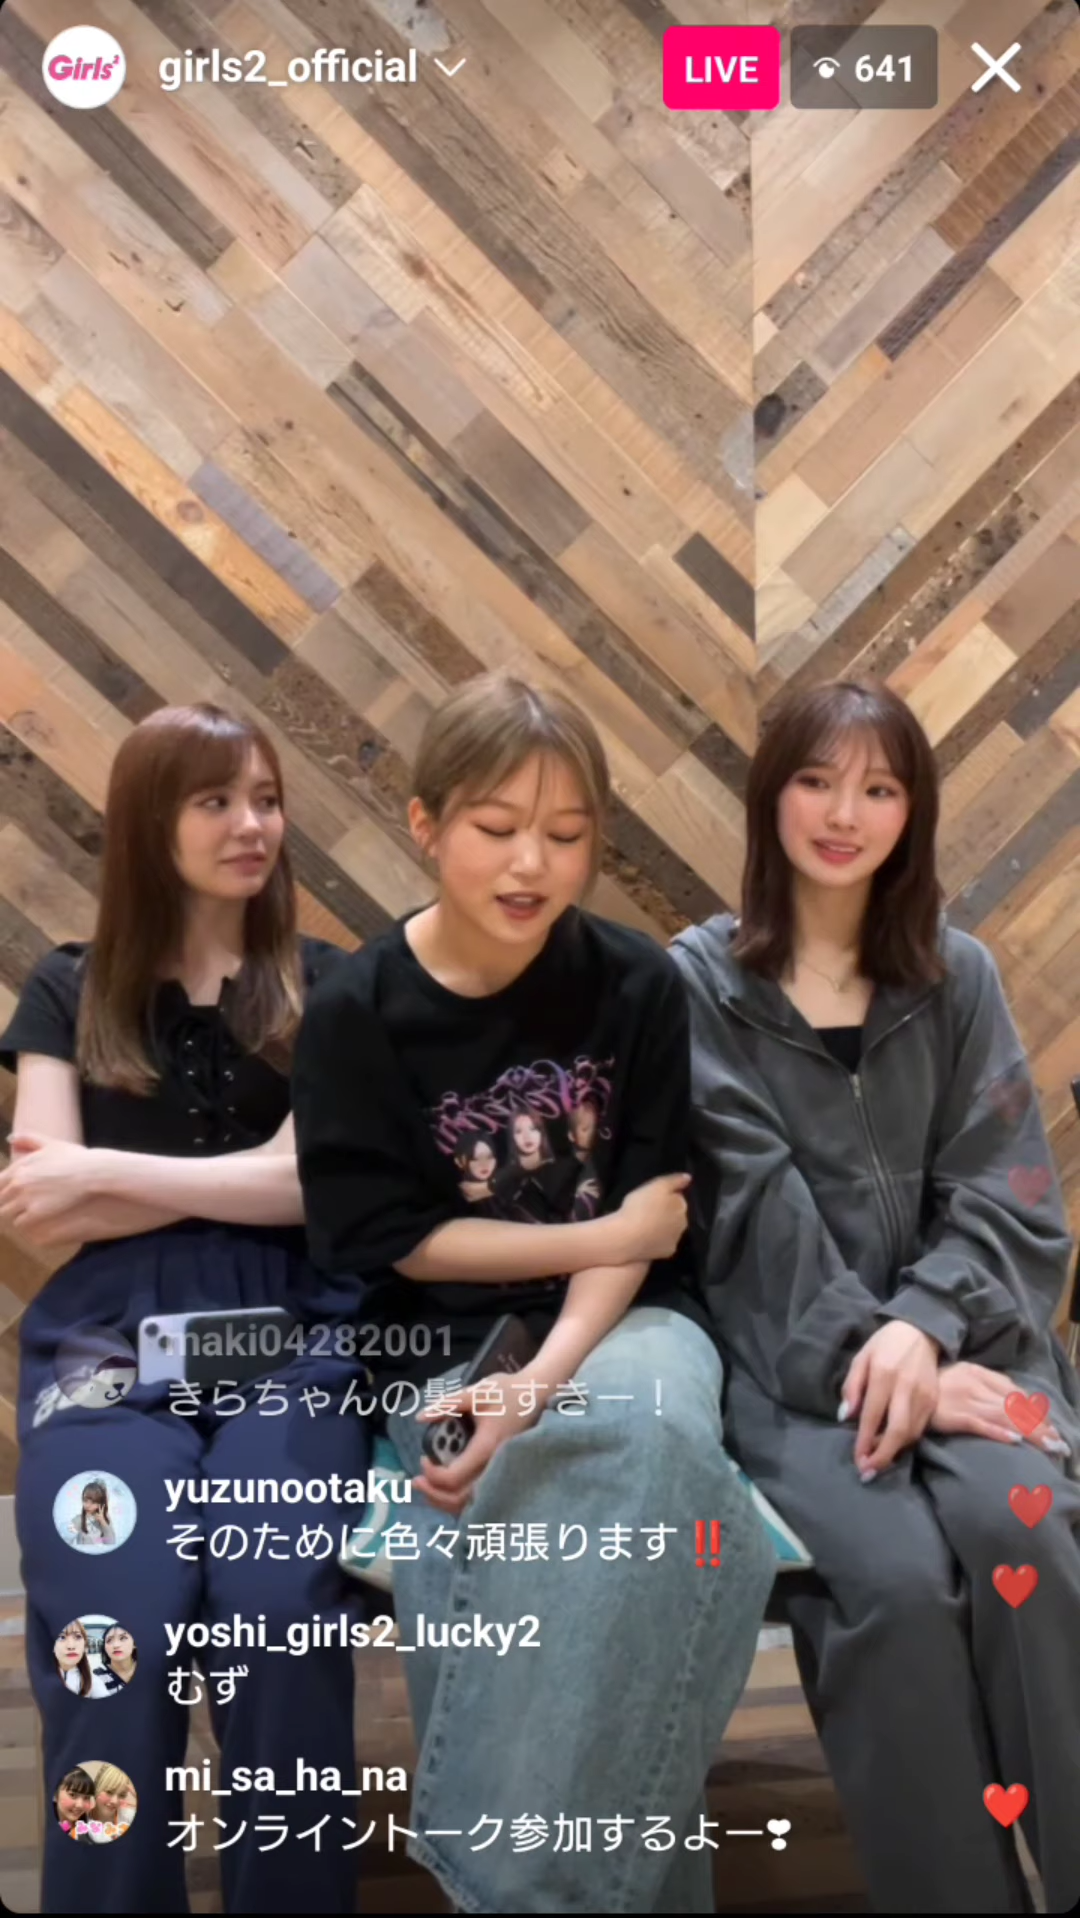 Girls²
girls2_official
LIVE
641
maki04282001
きらちゃんの髪色すきー！
yuzunootaku
そのために色々頑張ります‼️
yoshi_girls2_lucky2
むず
mi_sa_ha_na
オンライントーク参加するよー❣